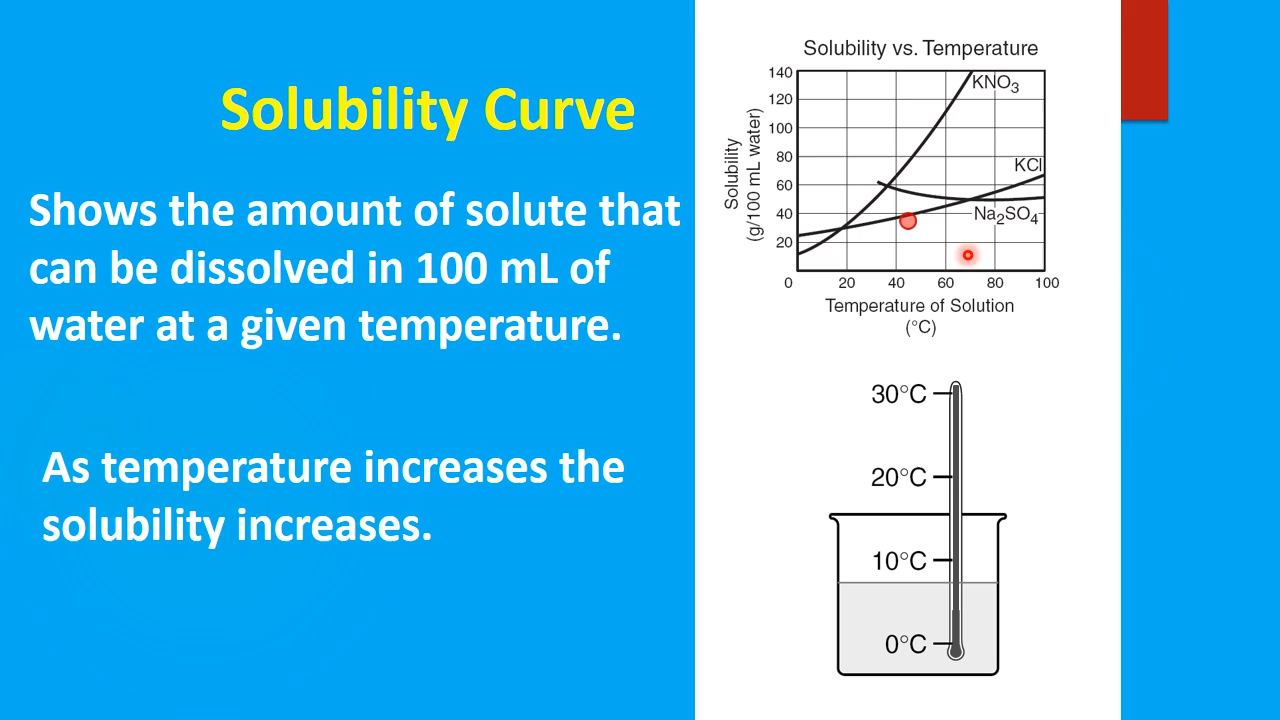 Solubility Curve
Shows the amount of solute that
can be dissolved in 100 mL of
water at a given temperature.
As temperature increases the
solubility increases.
Solubility vs. Temperature
Solubility
(g/100 mL water)
140
120
100
80
60
40
20
KNO₃
KCl
Na₂SO₄
0 20 40 60 80 100
Temperature of Solution
(°C)
30°C
20°C
10°C
0°C